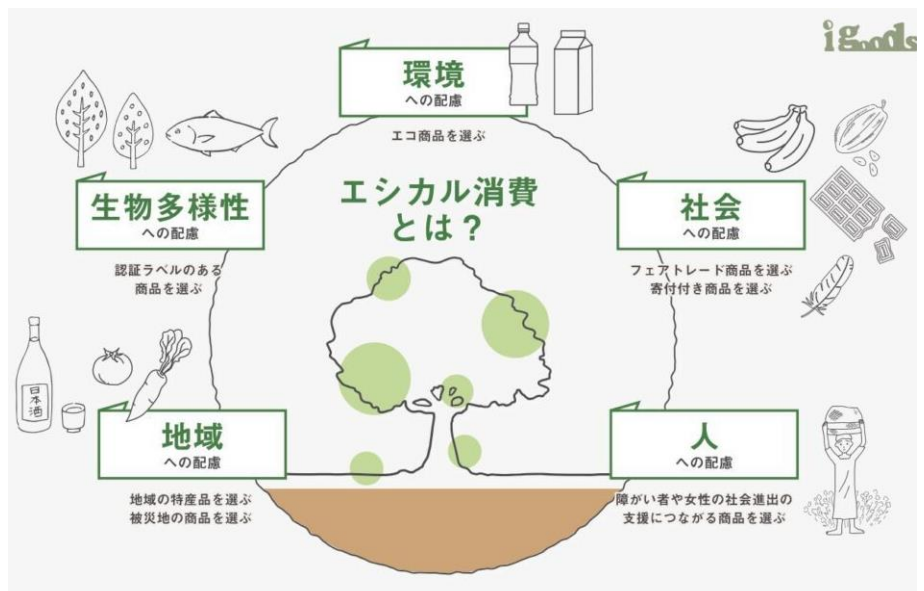 igoods
環境
への配慮
エコ商品を選ぶ
エシカル消費
とは？
生物多様性
への配慮
認証ラベルのある
商品を選ぶ
社会
への配慮
フェアトレード商品を選ぶ
寄付付き商品を選ぶ
日本酒
地域
への配慮
地域の特産品を選ぶ
被災地の商品を選ぶ
人
への配慮
障がい者や女性の社会進出の
支援につながる商品を選ぶ